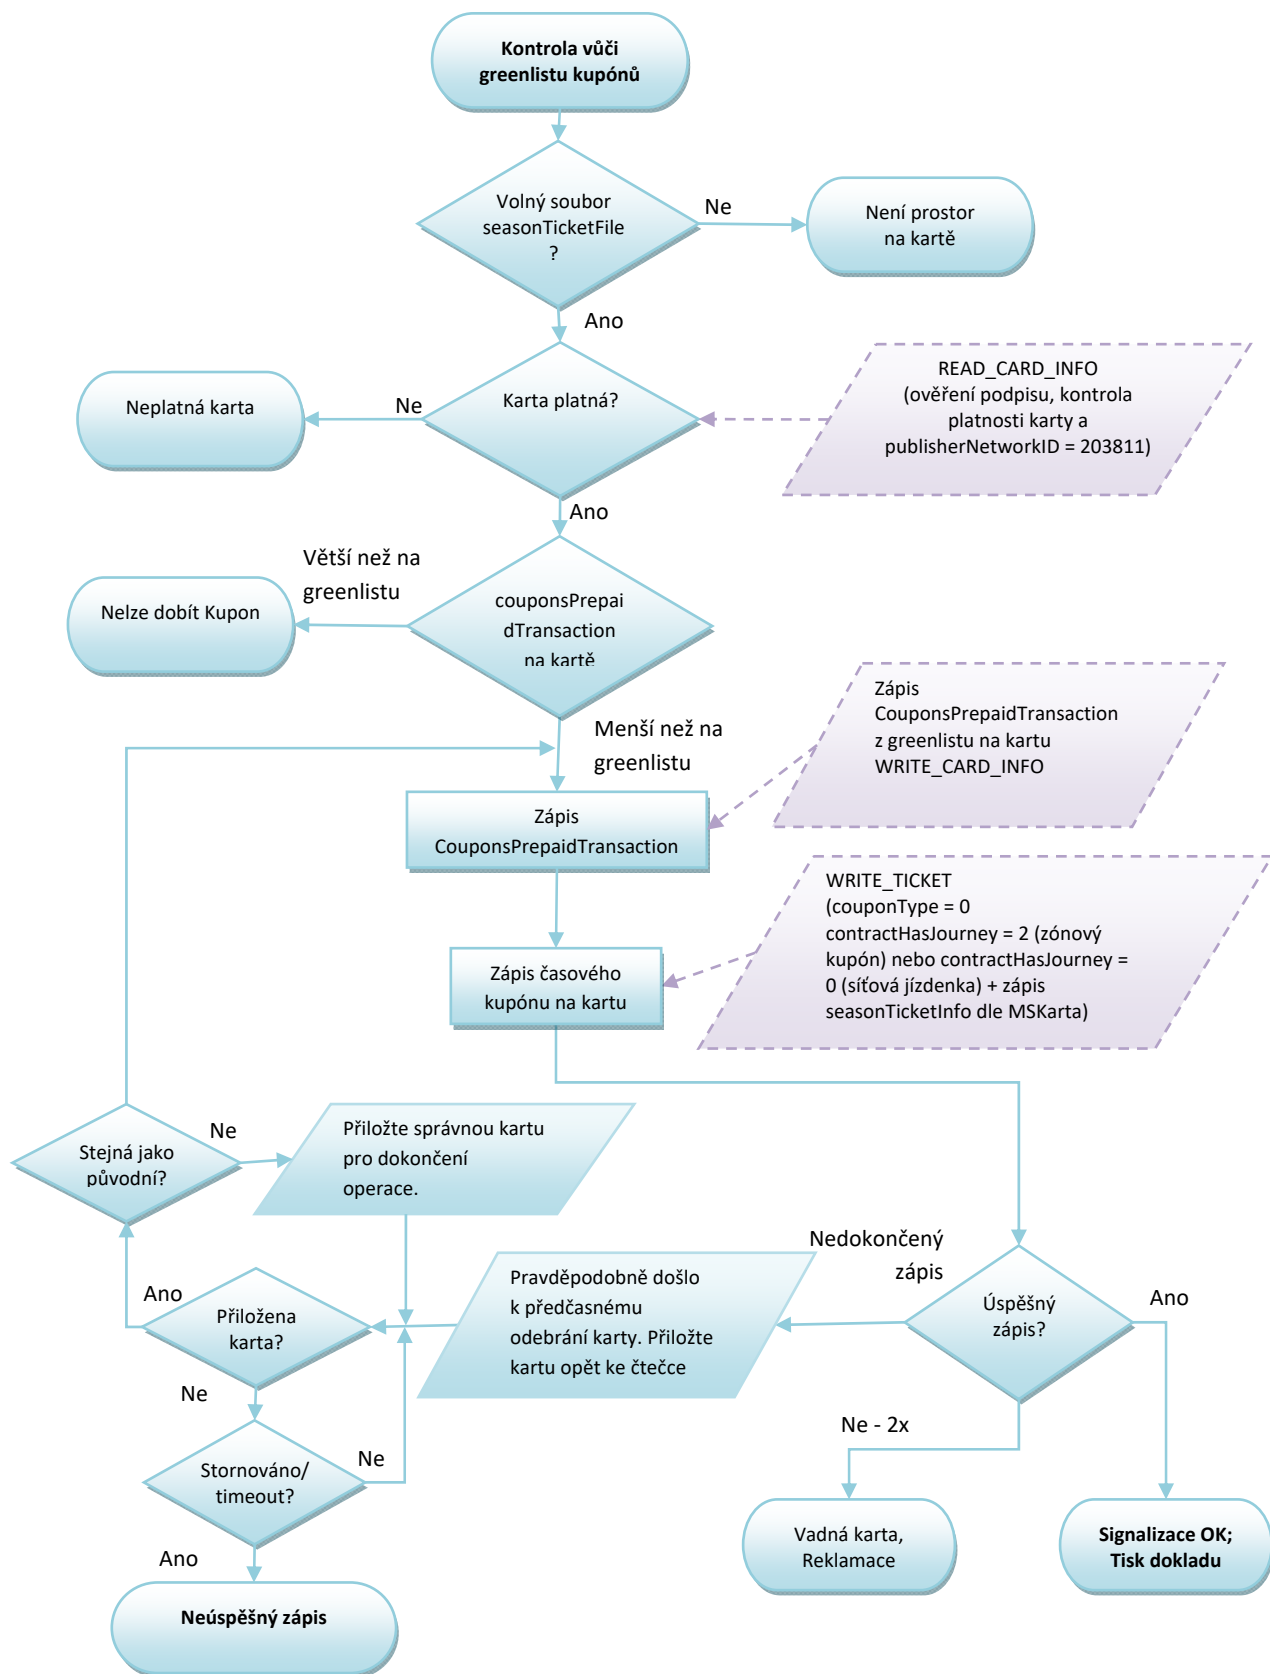 Kontrola vůči
greenlistu kupónů
Volný soubor
seasonTicketFile
?
Ne
Není prostor
na kartě
Ano
READ_CARD_INFO
(ověření podpisu, kontrola
platnosti karty a
publisherNetworkID = 203811)
Neplatná karta
Ne
Karta platná?
Ano
Větší než na
greenlistu
Nelze dobít Kupon
couponsPrepai
dTransaction
na kartě
Zápis
CouponsPrepaidTransaction
z greenlistu na kartu
WRITE_CARD_INFO
Menší než na
greenlistu
Zápis
CouponsPrepaidTransaction
WRITE_TICKET
(couponType = 0
contractHasJourney = 2 (zónový
kupón) nebo contractHasJourney =
0 (síťová jízdenka) + zápis
seasonTicketInfo dle MSKarta)
Zápis časového
kupónu na kartu
Stejná jako
původní?
Ne
Přiložte správnou kartu
pro dokončení
operace.
Nedokončený
zápis
Pravděpodobně došlo
k předčasnému
odebrání karty. Přiložte
kartu opět ke čtečce
Úspěšný
zápis?
Ano
Ano
Přiložena
karta?
Ne
Ne - 2x
Stornováno/
timeout?
Ne
Ano
Vadná karta,
Reklamace
Signalizace OK;
Tisk dokladu
Neúspěšný zápis